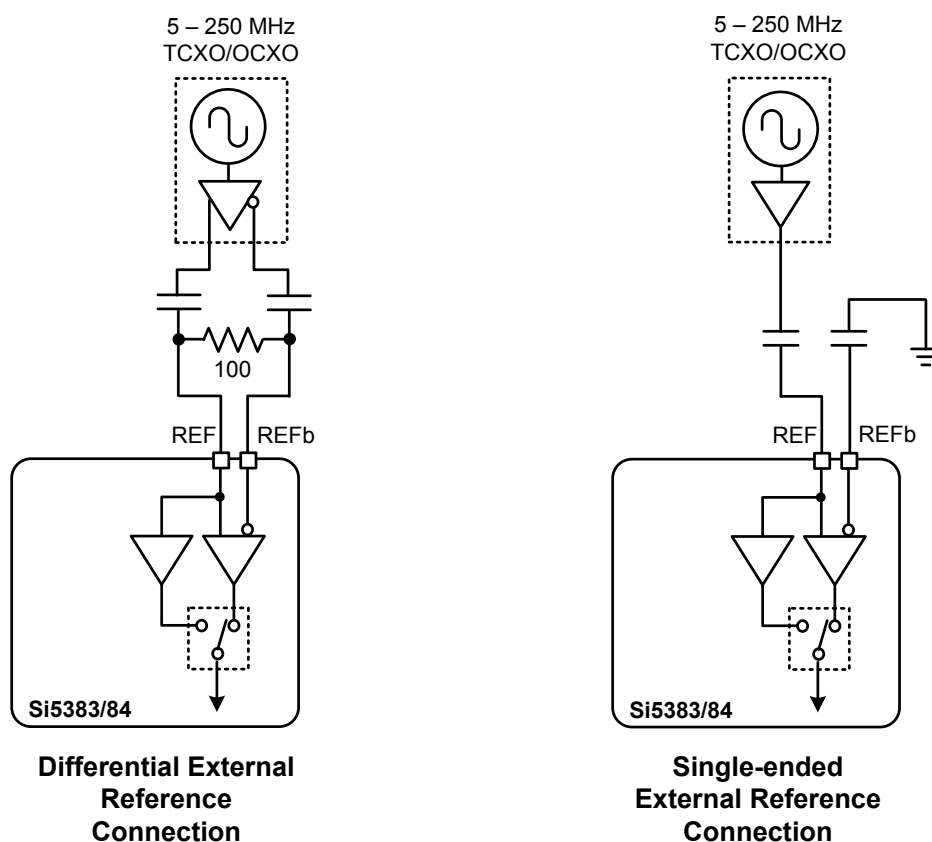 5 – 250 MHz
TCXO/OCXO
100
REF
REFb
Si5383/84
Differential External
Reference
Connection
5 – 250 MHz
TCXO/OCXO
REF
REFb
Si5383/84
Single-ended
External Reference
Connection